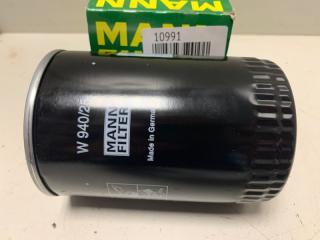 MANN
10991
W 940/25
MANN
FILTER
Made in Germany